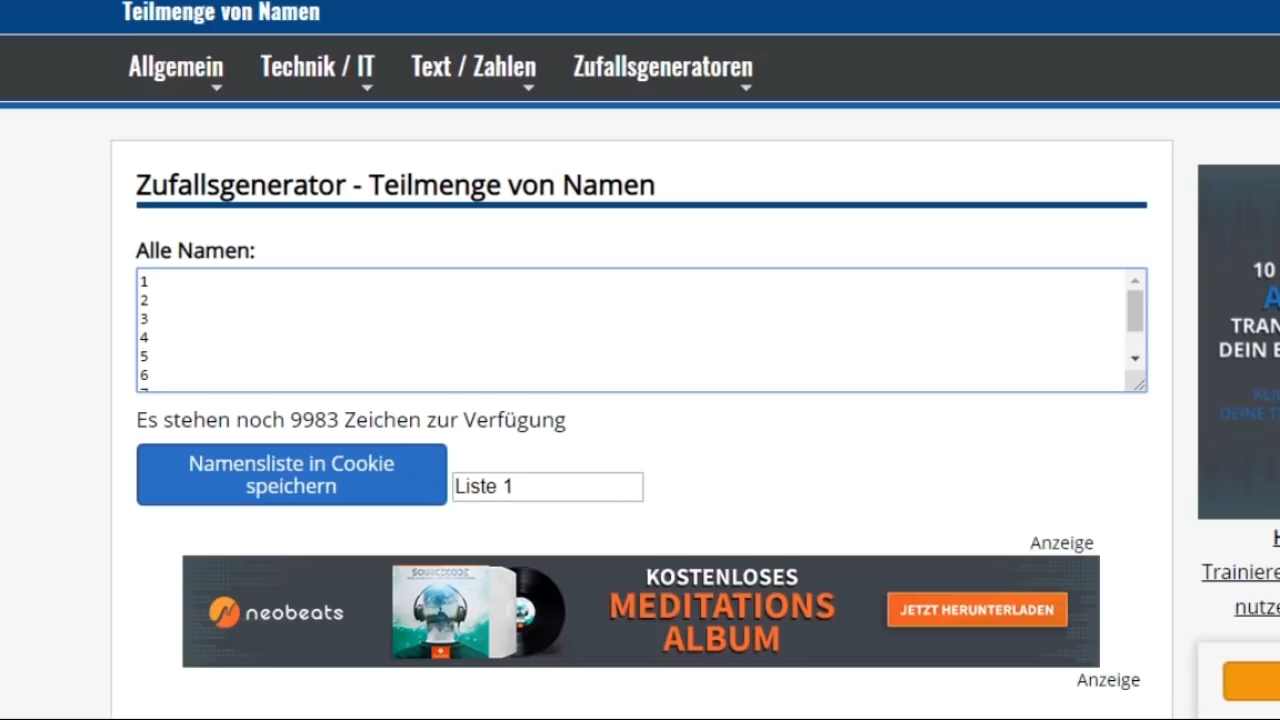 Teilmenge von Namen
Allgemein
Technik / IT
Text / Zahlen
Zufallsgeneratoren
Zufallsgenerator - Teilmenge von Namen
Alle Namen:
1
2
3
4
5
6
Es stehen noch 9983 Zeichen zur Verfügung
Namensliste in Cookie
speichern
Liste 1
Anzeige
neobeats
KOSTENLOSES
MEDITATIONS
ALBUM
JETZT HERUNTERLADEN
Anzeige
10
TRAN
DEIN E
DEINE T
Trainiere
nutze